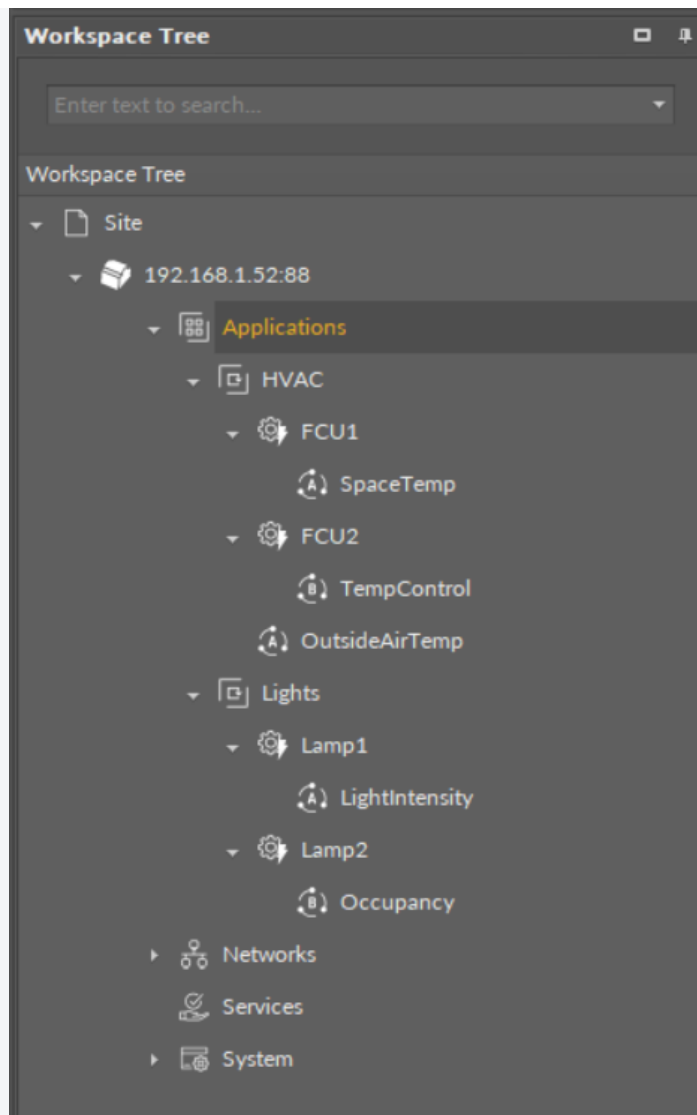 Workspace Tree
Enter text to search...
Workspace Tree
Site
192.168.1.52:88
Applications
HVAC
FCU1
A SpaceTemp
FCU2
B TempControl
A OutsideAirTemp
Lights
Lamp1
A LightIntensity
Lamp2
B Occupancy
Networks
Services
System